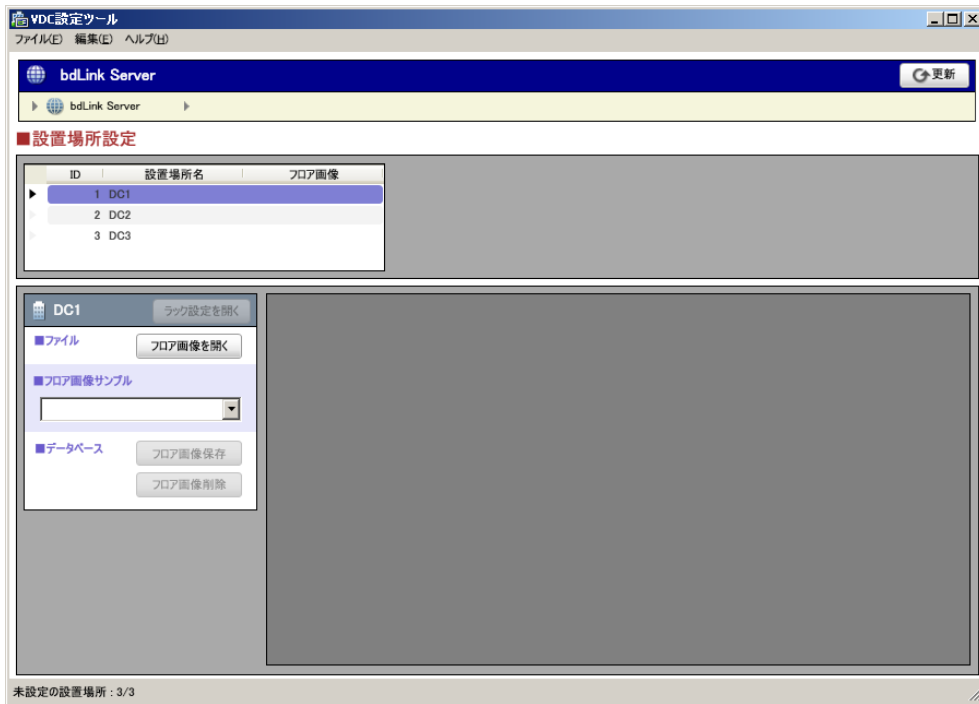 VDC設定ツール
ファイル(F) 編集(E) ヘルプ(H)
bdLink Server
更新
bdLink Server
■設置場所設定
ID 設置場所名 フロア画像
1 DC1
2 DC2
3 DC3
DC1 ラック設定を開く
■ファイル フロア画像を開く
■フロア画像サンプル
■データベース フロア画像保存
フロア画像削除
未設定の設置場所 : 3/3